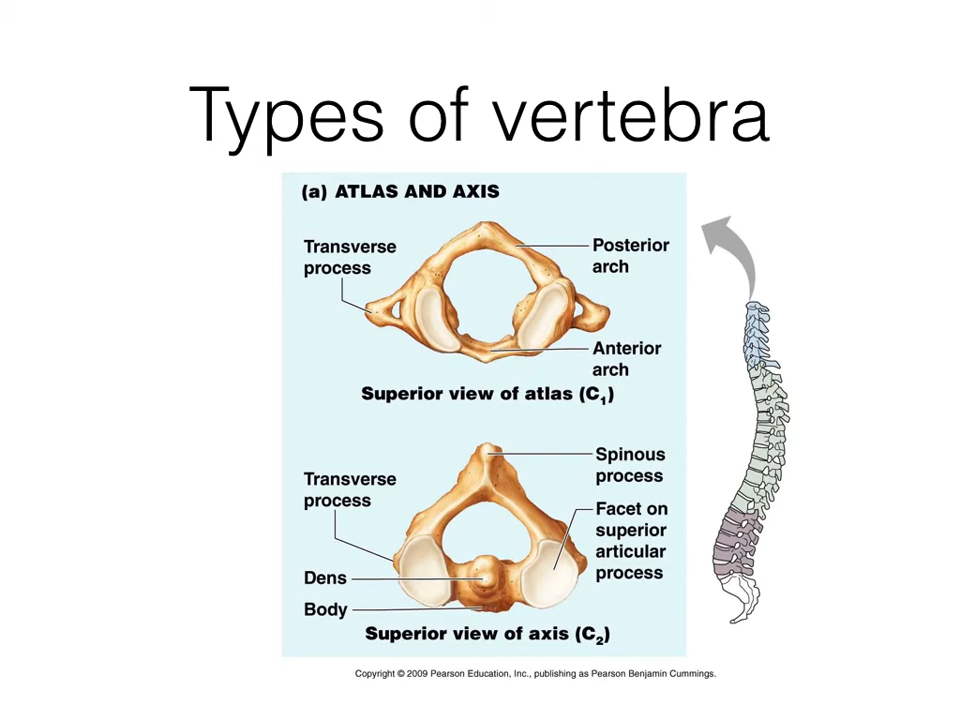 Types of vertebra
(a) ATLAS AND AXIS
Transverse
process
Posterior
arch
Anterior
arch
Superior view of atlas (C1)
Spinous
process
Transverse
process
Facet on
superior
articular
process
Dens
Body
Superior view of axis (C2)
Copyright © 2009 Pearson Education, Inc., publishing as Pearson Benjamin Cummings.